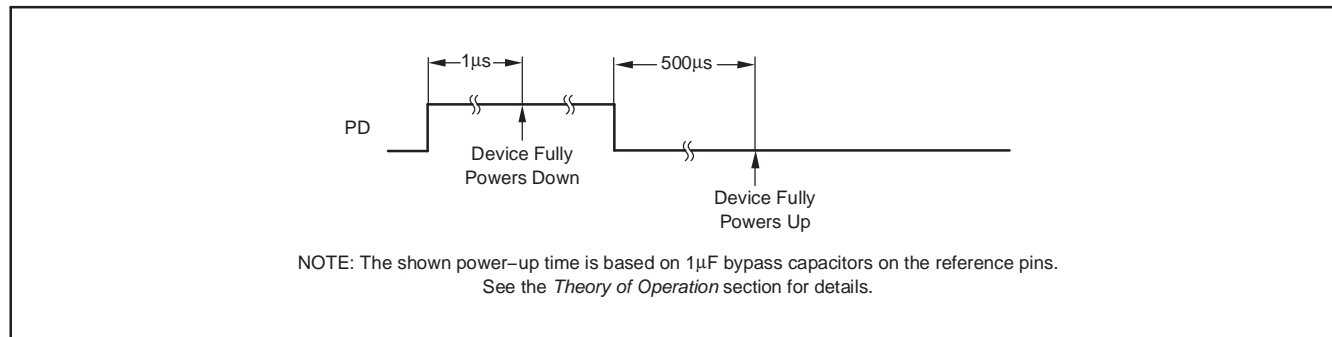 1μs
500μs
PD
Device Fully
Powers Down
Device Fully
Powers Up
NOTE: The shown power−up time is based on 1μF bypass capacitors on the reference pins.
See the Theory of Operation section for details.